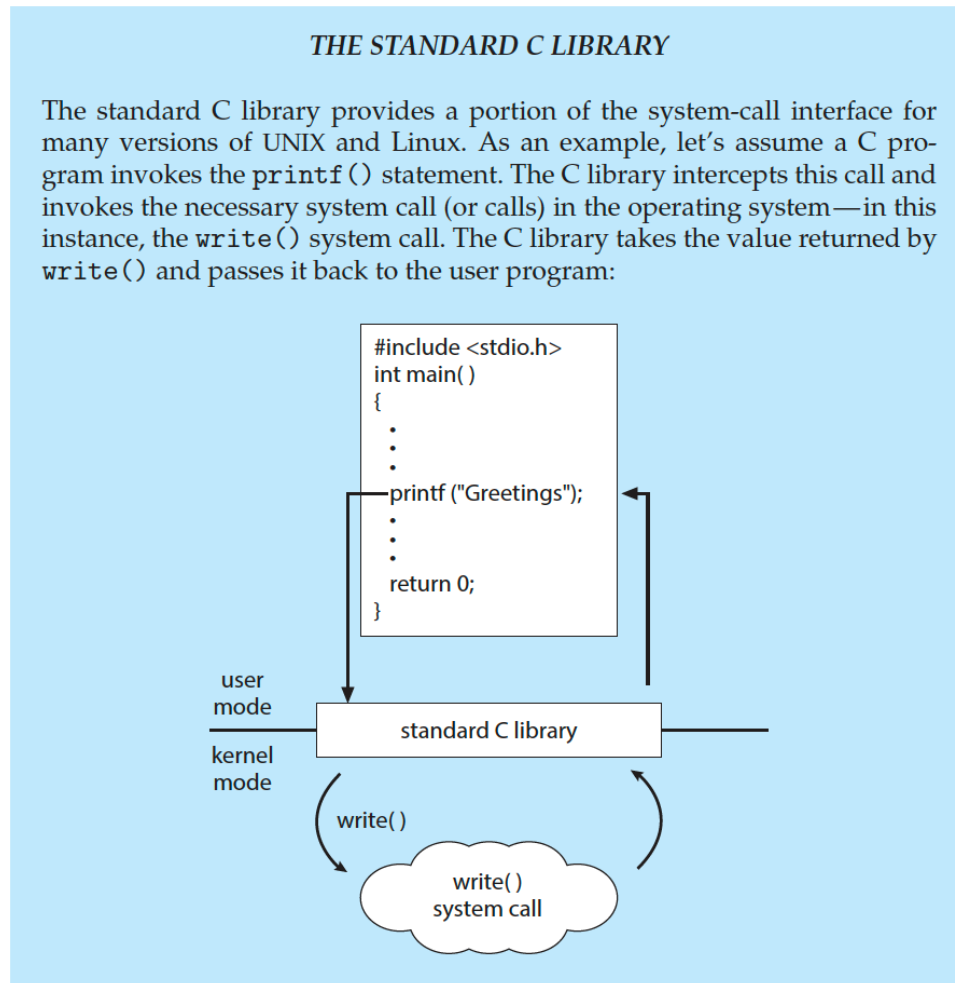 THE STANDARD C LIBRARY
The standard C library provides a portion of the system-call interface for
many versions of UNIX and Linux. As an example, let's assume a C pro-
gram invokes the printf() statement. The C library intercepts this call and
invokes the necessary system call (or calls) in the operating system—in this
instance, the write() system call. The C library takes the value returned by
write() and passes it back to the user program:
#include <stdio.h>
int main( )
{
•
•
•
printf ("Greetings");
•
•
•
return 0;
}
user
mode
standard C library
kernel
mode
write( )
write( )
system call